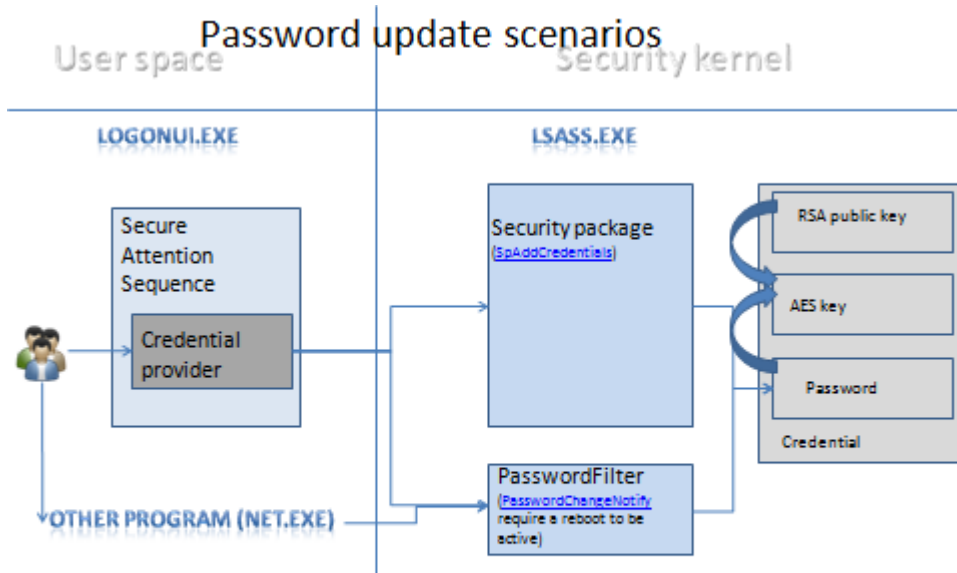 Password update scenarios
User space
Security kernel
LOGONUI.EXE
LSASS.EXE
Secure
Attention
Sequence
Credential
provider
Security package
(SpAddCredentials)
RSA public key
AES key
Password
Credential
PasswordFilter
(PasswordChangeNotify
require a reboot to be
active)
OTHER PROGRAM (NET.EXE)